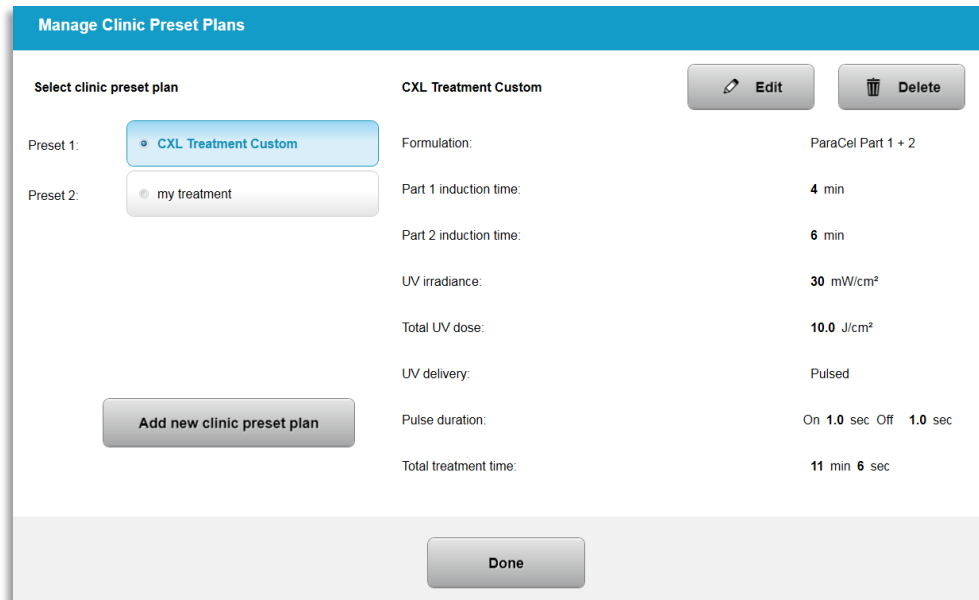 Manage Clinic Preset Plans
Select clinic preset plan
Preset 1: CXL Treatment Custom
Preset 2: my treatment
Add new clinic preset plan
CXL Treatment Custom Edit Delete
Formulation: ParaCel Part 1 + 2
Part 1 induction time: 4 min
Part 2 induction time: 6 min
UV irradiance: 30 mW/cm²
Total UV dose: 10.0 J/cm²
UV delivery: Pulsed
Pulse duration: On 1.0 sec Off 1.0 sec
Total treatment time: 11 min 6 sec
Done